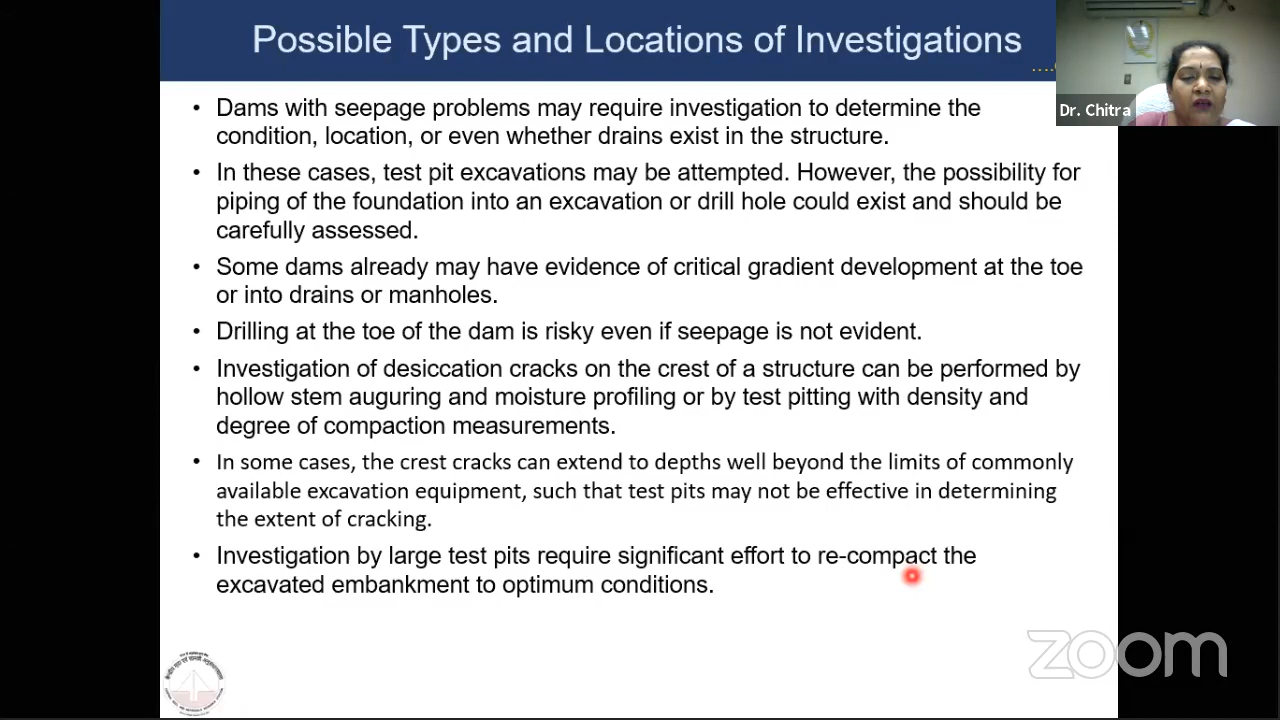 Possible Types and Locations of Investigations
Dr. Chitra
• Dams with seepage problems may require investigation to determine the
condition, location, or even whether drains exist in the structure.
• In these cases, test pit excavations may be attempted. However, the possibility for
piping of the foundation into an excavation or drill hole could exist and should be
carefully assessed.
• Some dams already may have evidence of critical gradient development at the toe
or into drains or manholes.
• Drilling at the toe of the dam is risky even if seepage is not evident.
• Investigation of desiccation cracks on the crest of a structure can be performed by
hollow stem auguring and moisture profiling or by test pitting with density and
degree of compaction measurements.
• In some cases, the crest cracks can extend to depths well beyond the limits of commonly
available excavation equipment, such that test pits may not be effective in determining
the extent of cracking.
• Investigation by large test pits require significant effort to re-compact the
excavated embankment to optimum conditions.
zoom